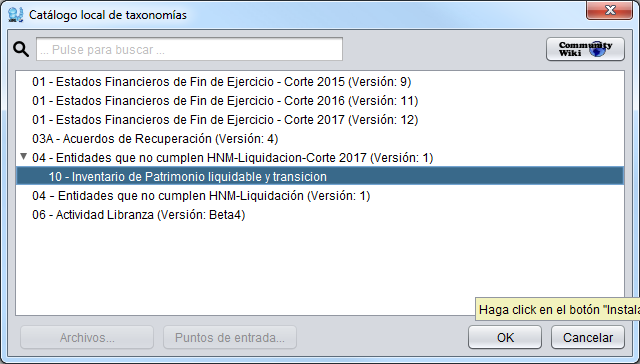 Catálogo local de taxonomías
... Pulse para buscar ...
Community
Wiki
01 - Estados Financieros de Fin de Ejercicio - Corte 2015 (Versión: 9)
01 - Estados Financieros de Fin de Ejercicio - Corte 2016 (Versión: 11)
01 - Estados Financieros de Fin de Ejercicio - Corte 2017 (Versión: 12)
03A - Acuerdos de Recuperación (Versión: 4)
04 - Entidades que no cumplen HNM-Liquidacion-Corte 2017 (Versión: 1)
10 - Inventario de Patrimonio liquidable y transicion
04 - Entidades que no cumplen HNM-Liquidación (Versión: 1)
06 - Actividad Libranza (Versión: Beta4)
Haga click en el botón "Instala
Archivos... Puntos de entrada... OK Cancelar